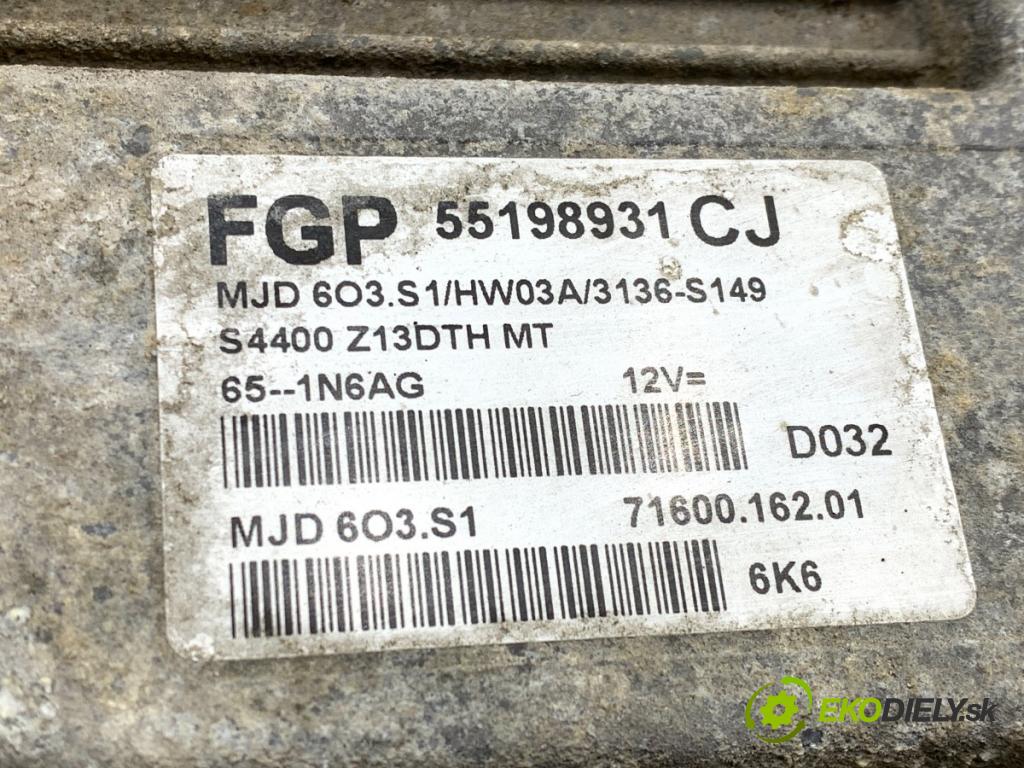 FGP 55198931 CJ
MJD 6O3.S1/HW03A/3136-S149
S4400 Z13DTH MT
65--1N6AG 12V=
D032
MJD 6O3.S1 71600.162.01
6K6
EKODIELY.sk